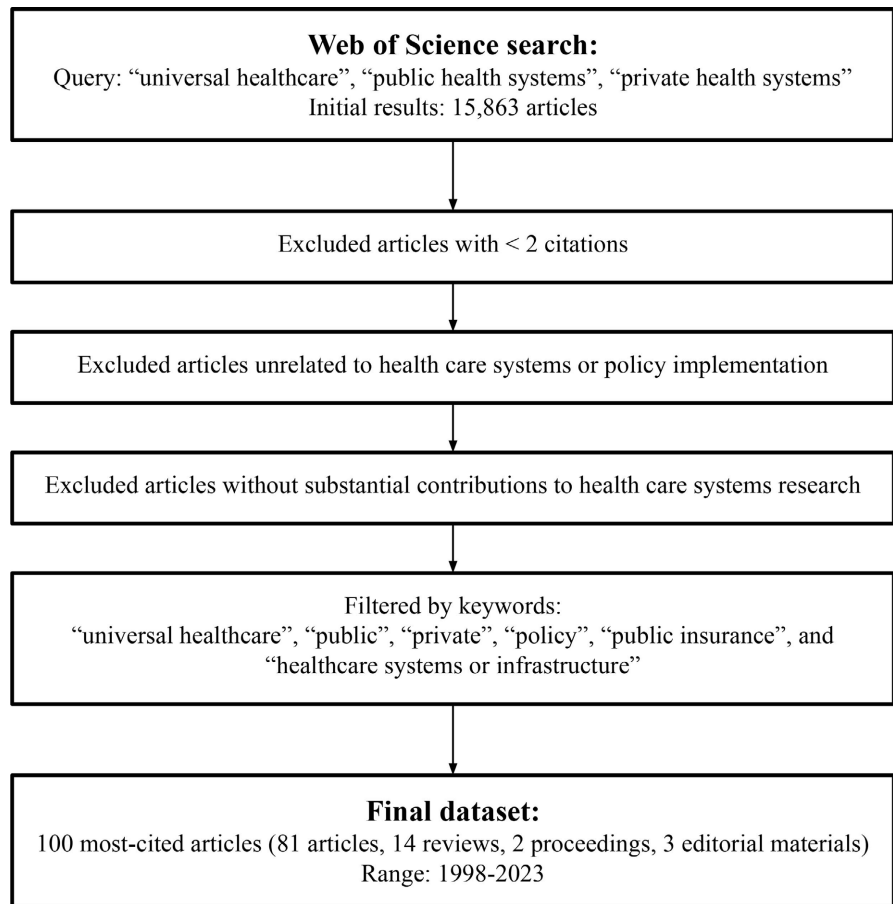 Web of Science search:
Query: “universal healthcare”, “public health systems”, “private health systems”
Initial results: 15,863 articles
Excluded articles with < 2 citations
Excluded articles unrelated to health care systems or policy implementation
Excluded articles without substantial contributions to health care systems research
Filtered by keywords:
“universal healthcare”, “public”, “private”, “policy”, “public insurance”, and
“healthcare systems or infrastructure”
Final dataset:
100 most-cited articles (81 articles, 14 reviews, 2 proceedings, 3 editorial materials)
Range: 1998-2023